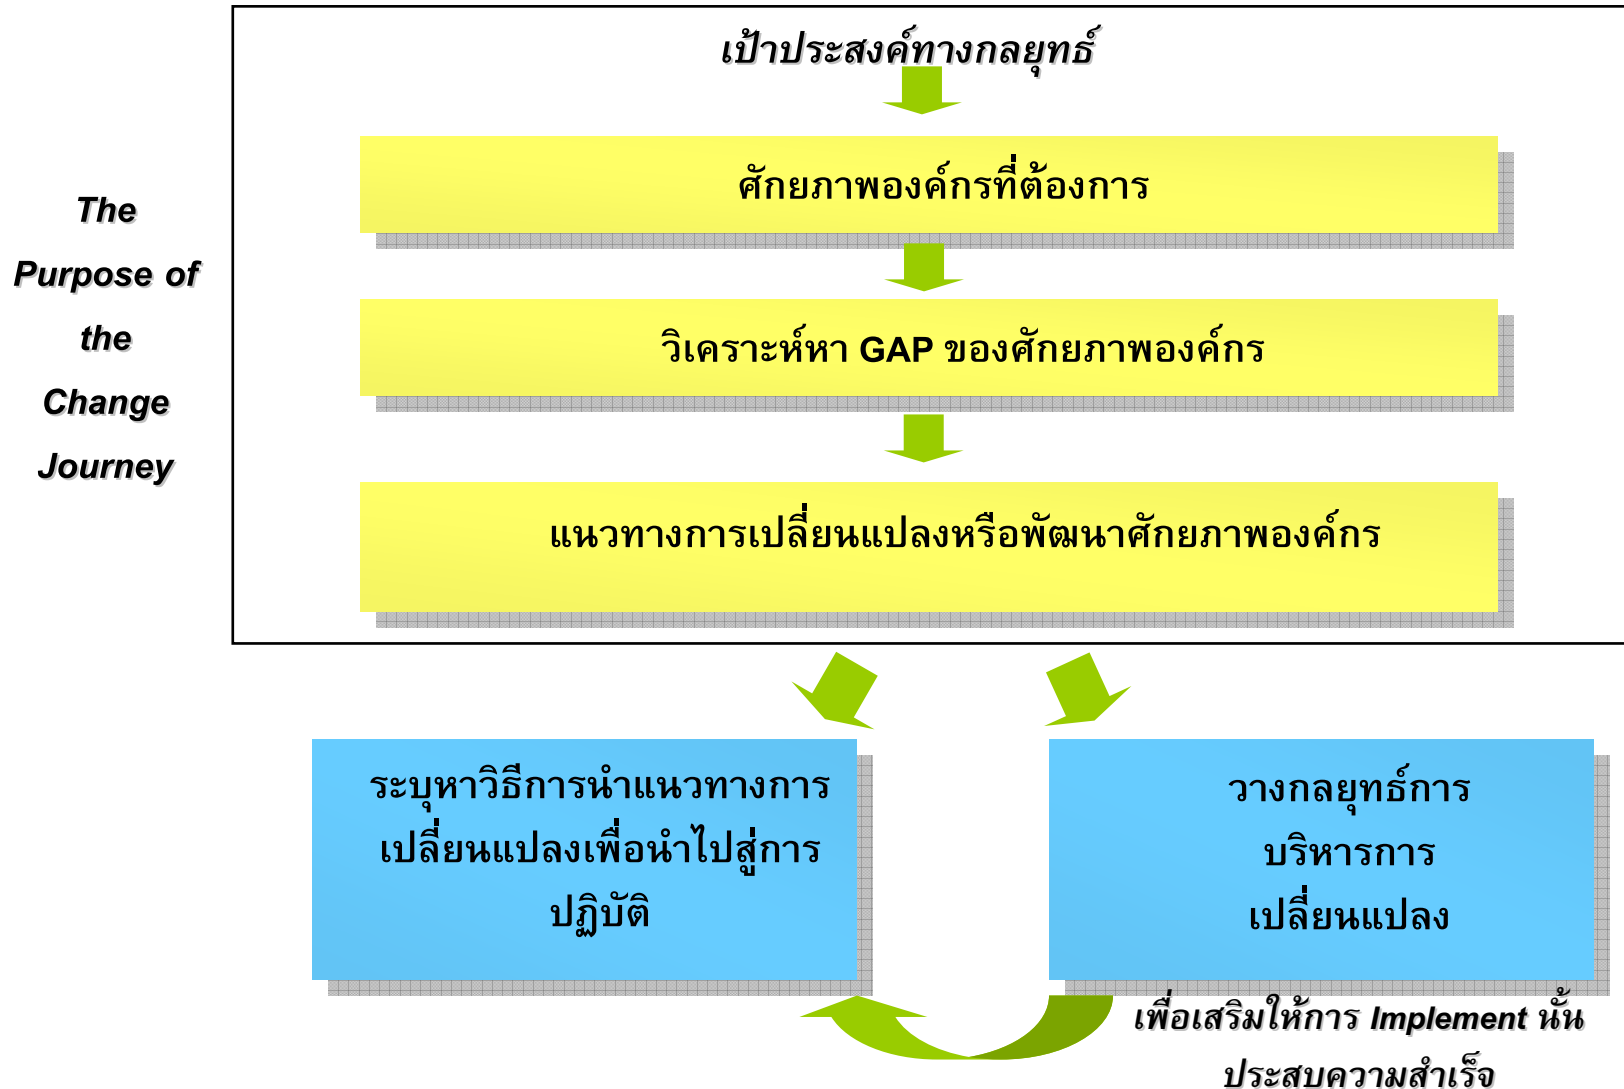 เป้าประสงค์ทางกลยุทธ์
ศักยภาพองค์กรที่ต้องการ
วิเคราะห์หา GAP ของศักยภาพองค์กร
แนวทางการเปลี่ยนแปลงหรือพัฒนาศักยภาพองค์กร
The
Purpose of
the
Change
Journey
ระบุหาวิธีการนำแนวทางการ
เปลี่ยนแปลงเพื่อนำไปสู่การ
ปฏิบัติ
วางกลยุทธ์การ
บริหารการ
เปลี่ยนแปลง
เพื่อเสริมให้การ Implement นั้น
ประสบความสำเร็จ